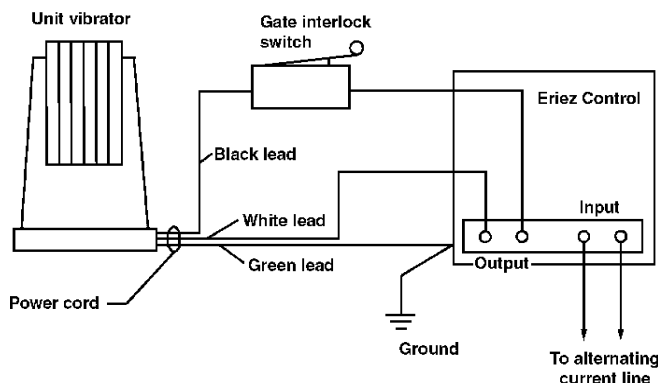 Unit vibrator
Gate interlock
switch
Eriez Control
Black lead
White lead
Input
Green lead
Output
Power cord
Ground
To alternating
current line